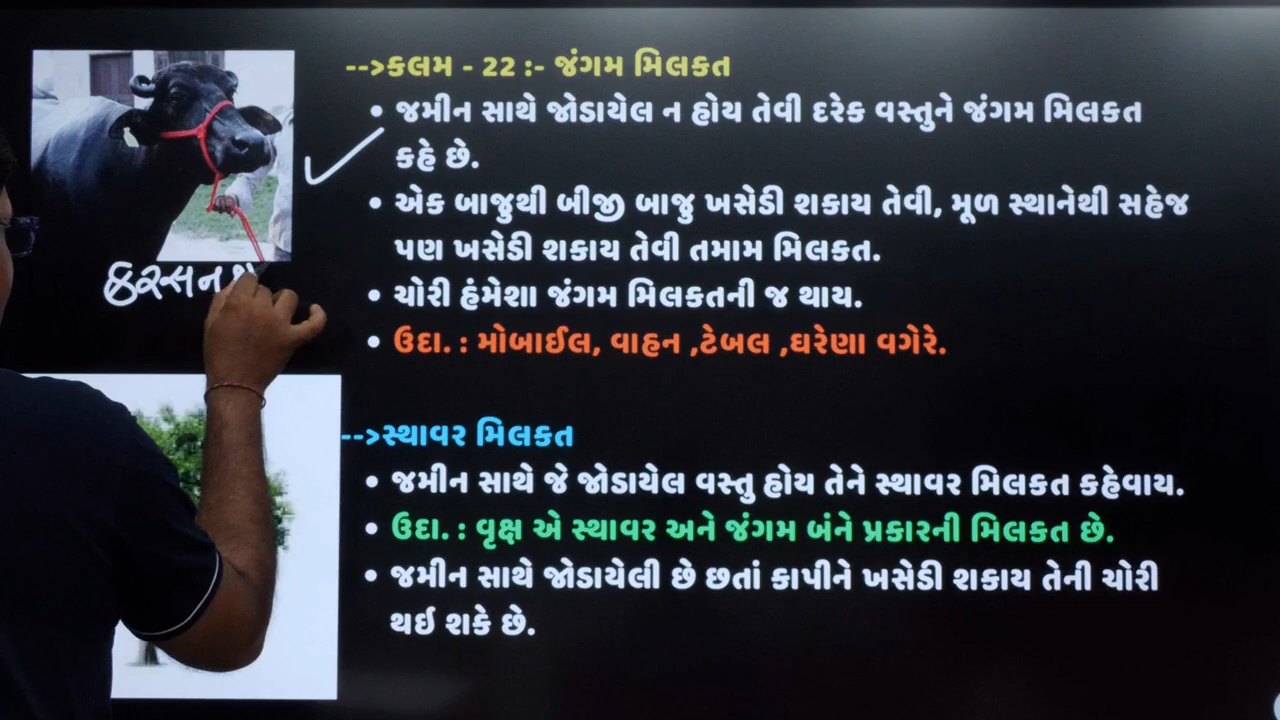 -->કલમ - 22 :- જંગમ મિલકત
• જમીન સાથે જોડાયેલ ન હોય તેવી દરેક વસ્તુને જંગમ મિલકત
કહે છે.
• એક બાજુથી બીજી બાજુ ખસેડી શકાય તેવી, મૂળ સ્થાનેથી સહેજ
પણ ખસેડી શકાય તેવી તમામ મિલકત.
• ચોરી હંમેશા જંગમ મિલકતની જ થાય.
• ઉદા. : મોબાઈલ, વાહન ,ટેબલ ,ઘરેણા વગેરે.
-->સ્થાવર મિલકત
• જમીન સાથે જે જોડાયેલ વસ્તુ હોય તેને સ્થાવર મિલકત કહેવાય.
• ઉદા. : વૃક્ષ એ સ્થાવર અને જંગમ બંને પ્રકારની મિલકત છે.
• જમીન સાથે જોડાયેલી છે છતાં કાપીને ખસેડી શકાય તેની ચોરી
થઇ શકે છે.